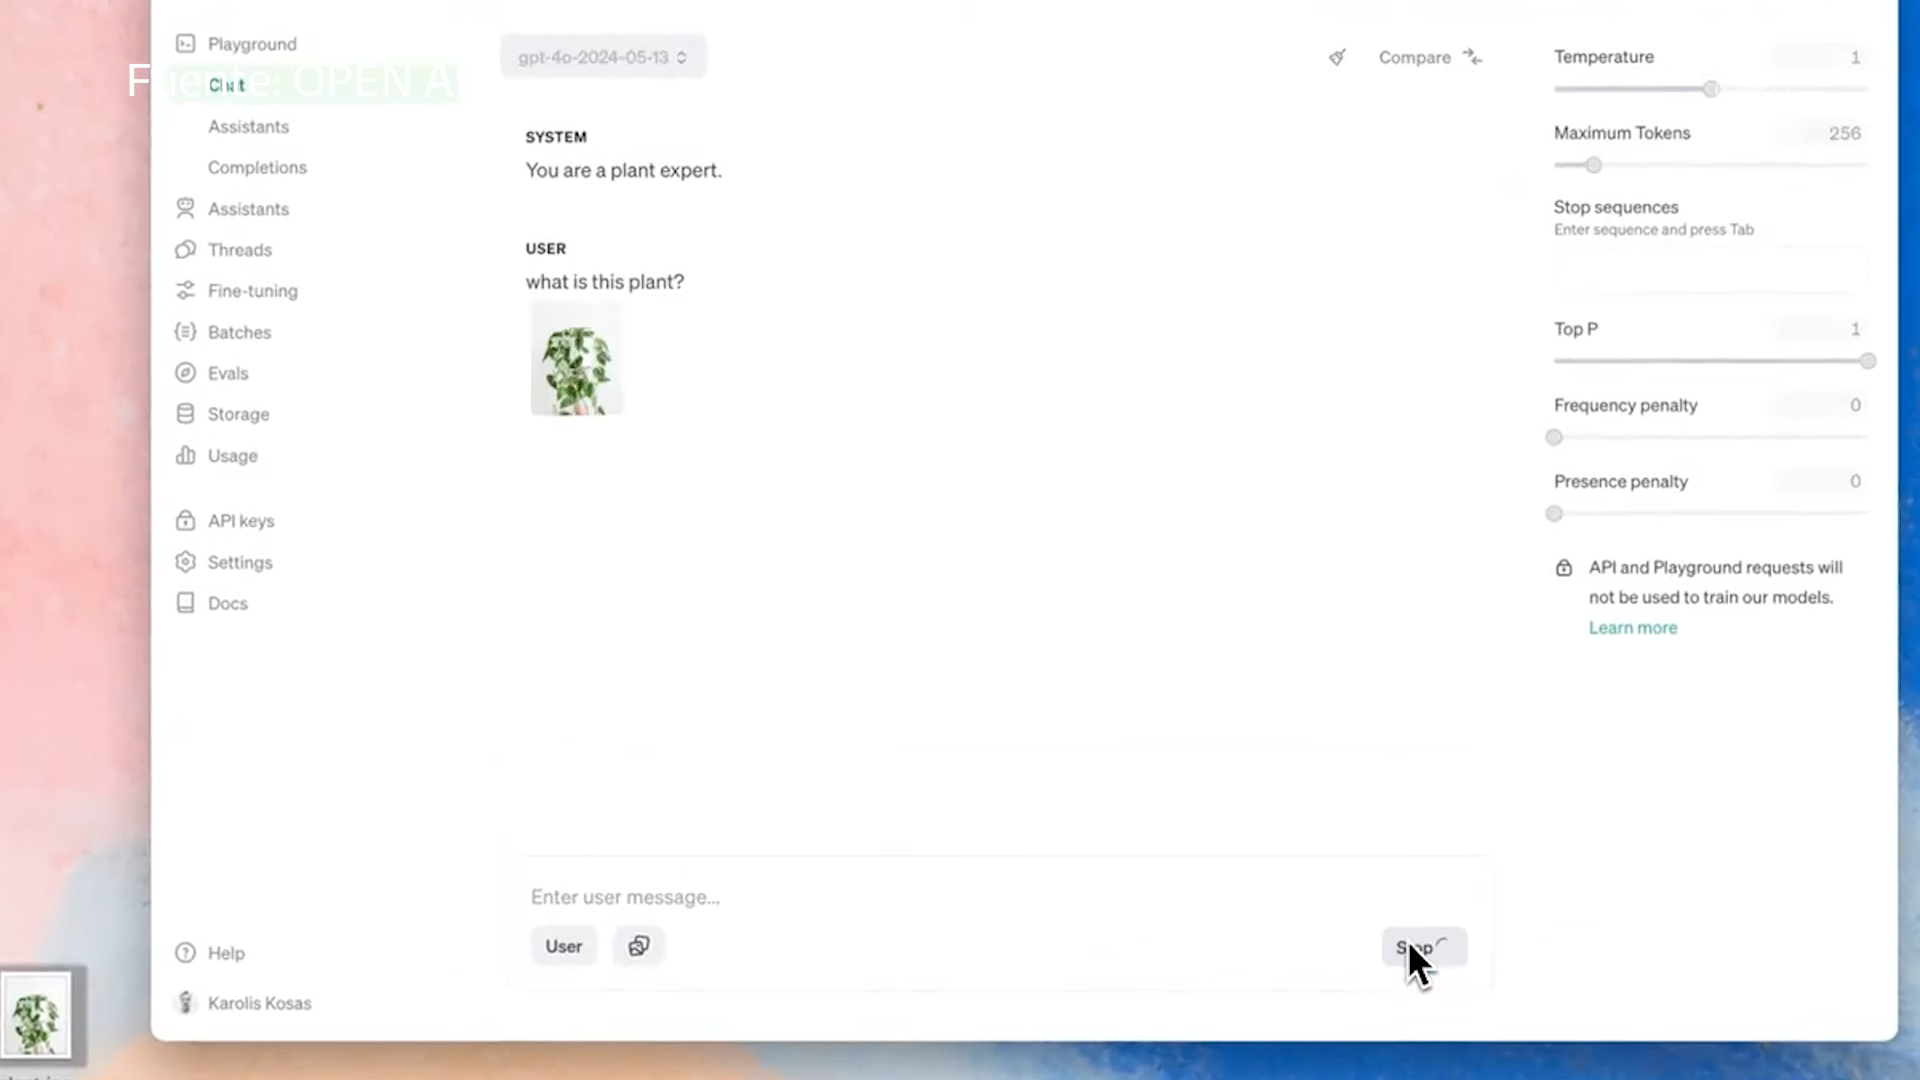 Playground
Fuente: OPEN A
Chat
Assistants
Completions
Assistants
Threads
Fine-tuning
Batches
Evals
Storage
Usage
API keys
Settings
Docs
Help
Karolis Kosas
gpt-4o-2024-05-13
Compare
SYSTEM
You are a plant expert.
USER
what is this plant?
Enter user message...
User
Stop
Temperature 1
Maximum Tokens 256
Stop sequences
Enter sequence and press Tab
Top P 1
Frequency penalty 0
Presence penalty 0
API and Playground requests will
not be used to train our models.
Learn more